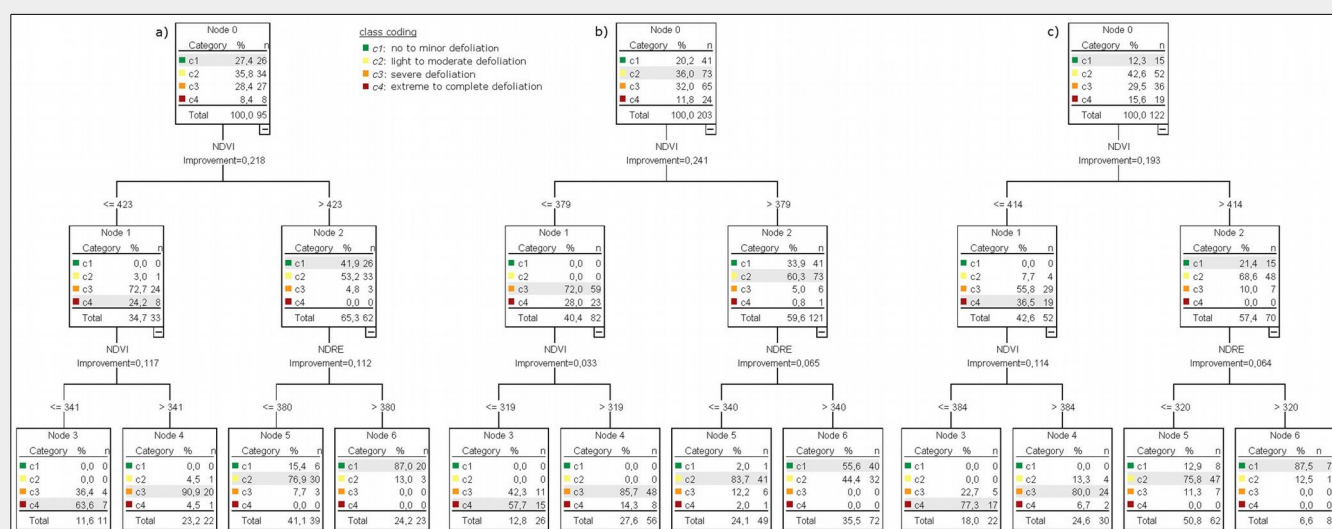 a)
Node 0
Category % n
c1 27,4 26
c2 35,8 34
c3 28,4 27
c4 8,4 8
Total 100,0 95
NDVI
Improvement=0,218
<= 423
> 423
Node 1
Category % n
c1 0,0 0
c2 3,0 1
c3 72,7 24
c4 24,2 8
Total 34,7 33
Node 2
Category % n
c1 41,9 26
c2 53,2 33
c3 4,8 3
c4 0,0 0
Total 65,3 62
NDVI
Improvement=0,117
NDRE
Improvement=0,112
<= 341
> 341
<= 380
> 380
Node 3
Category % n
c1 0,0 0
c2 0,0 0
c3 36,4 4
c4 63,6 7
Total 11,6 11
Node 4
Category % n
c1 0,0 0
c2 4,5 1
c3 90,9 20
c4 4,5 1
Total 23,2 22
Node 5
Category % n
c1 15,4 6
c2 76,9 30
c3 7,7 3
c4 0,0 0
Total 41,1 39
Node 6
Category % n
c1 87,0 20
c2 13,0 3
c3 0,0 0
c4 0,0 0
Total 24,2 23
class coding
c1: no to minor defoliation
c2: light to moderate defoliation
c3: severe defoliation
c4: extreme to complete defoliation
b)
Node 0
Category % n
c1 20,2 41
c2 36,0 73
c3 32,0 65
c4 11,8 24
Total 100,0 203
NDVI
Improvement=0,241
<= 379
> 379
Node 1
Category % n
c1 0,0 0
c2 0,0 0
c3 72,0 59
c4 28,0 23
Total 40,4 82
Node 2
Category % n
c1 33,9 41
c2 60,3 73
c3 5,0 6
c4 0,8 1
Total 59,6 121
NDVI
Improvement=0,033
NDRE
Improvement=0,065
<= 319
> 319
<= 340
> 340
Node 3
Category % n
c1 0,0 0
c2 0,0 0
c3 42,3 11
c4 57,7 15
Total 12,8 26
Node 4
Category % n
c1 0,0 0
c2 0,0 0
c3 85,7 48
c4 14,3 8
Total 27,6 56
Node 5
Category % n
c1 2,0 1
c2 83,7 41
c3 12,2 6
c4 2,0 1
Total 24,1 49
Node 6
Category % n
c1 55,6 40
c2 44,4 32
c3 0,0 0
c4 0,0 0
Total 35,5 72
c)
Node 0
Category % n
c1 12,3 15
c2 42,6 52
c3 29,5 36
c4 15,6 19
Total 100,0 122
NDVI
Improvement=0,193
<= 414
> 414
Node 1
Category % n
c1 0,0 0
c2 7,7 4
c3 55,8 29
c4 36,5 19
Total 42,6 52
Node 2
Category % n
c1 21,4 15
c2 68,6 48
c3 10,0 7
c4 0,0 0
Total 57,4 70
NDVI
Improvement=0,114
NDRE
Improvement=0,064
<= 384
> 384
<= 320
> 320
Node 3
Category % n
c1 0,0 0
c2 0,0 0
c3 22,7 5
c4 77,3 17
Total 18,0 22
Node 4
Category % n
c1 0,0 0
c2 13,3 4
c3 80,0 24
c4 6,7 2
Total 24,6 30
Node 5
Category % n
c1 12,9 8
c2 75,8 47
c3 11,3 7
c4 0,0 0
Total 50,8 62
Node 6
Category % n
c1 87,5 7
c2 12,5 1
c3 0,0 0
c4 0,0 0
Total 6,6 8